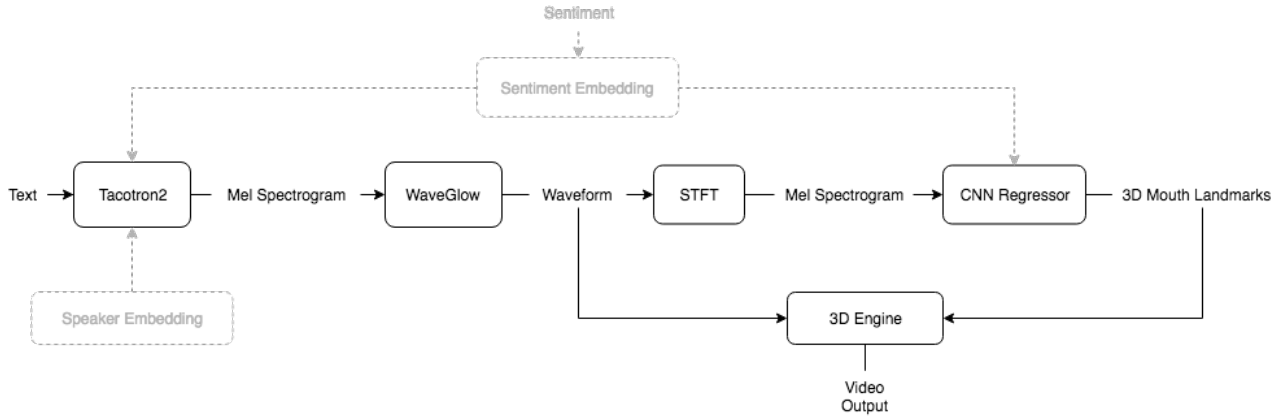 Sentiment
Sentiment Embedding
Text
Tacotron2
Mel Spectrogram
WaveGlow
Waveform
STFT
Mel Spectrogram
CNN Regressor
3D Mouth Landmarks
Speaker Embedding
3D Engine
Video
Output